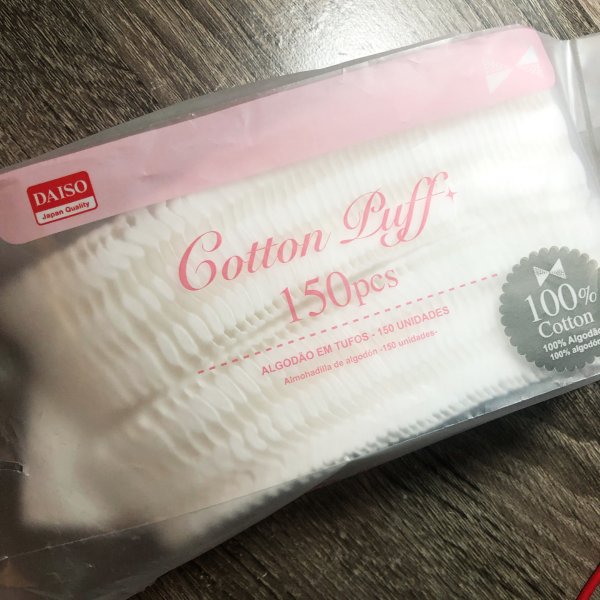 DAISO
Japan Quality
Cotton Puff
150pcs
ALGODÃO EM TUFOS - 150 UNIDADES
Almohadilla de algodón -150 unidades-
100%
Cotton
100% Algodão
100% algodón